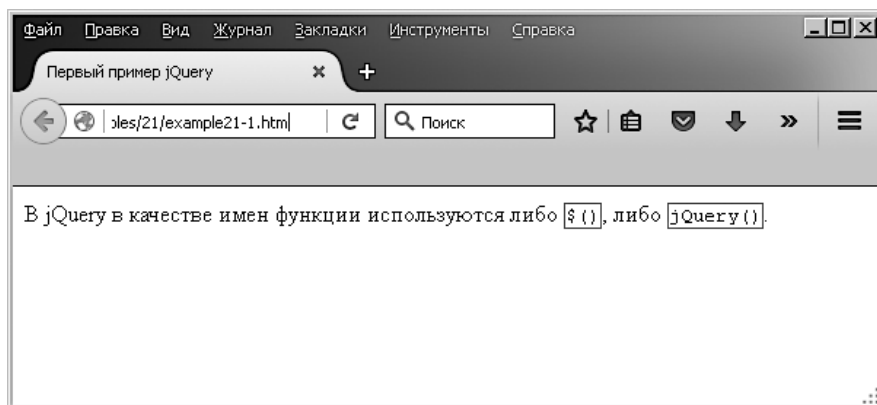 Файл Правка Вид Журнал Закладки Инструменты Справка
Первый пример jQuery
ples/21/example21-1.htm
Поиск
В jQuery в качестве имен функции используются либо $(), либо jQuery().